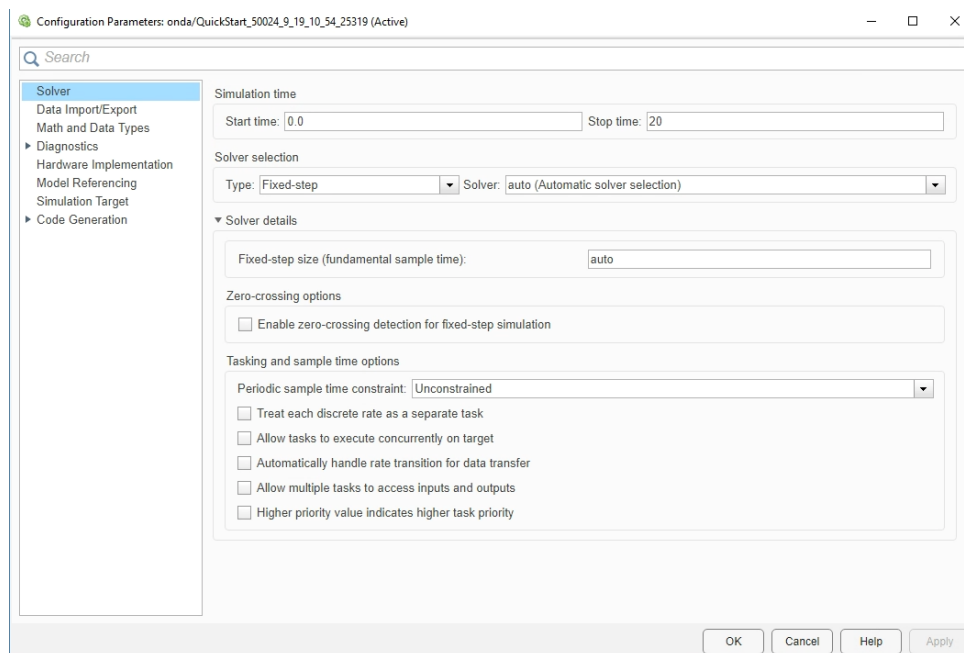 Configuration Parameters: onda/QuickStart_50024_9_19_10_54_25319 (Active)
Search
Solver
Data Import/Export
Math and Data Types
Diagnostics
Hardware Implementation
Model Referencing
Simulation Target
Code Generation
Simulation time
Start time: 0.0 Stop time: 20
Solver selection
Type: Fixed-step Solver: auto (Automatic solver selection)
Solver details
Fixed-step size (fundamental sample time): auto
Zero-crossing options
Enable zero-crossing detection for fixed-step simulation
Tasking and sample time options
Periodic sample time constraint: Unconstrained
Treat each discrete rate as a separate task
Allow tasks to execute concurrently on target
Automatically handle rate transition for data transfer
Allow multiple tasks to access inputs and outputs
Higher priority value indicates higher task priority
OK Cancel Help Apply